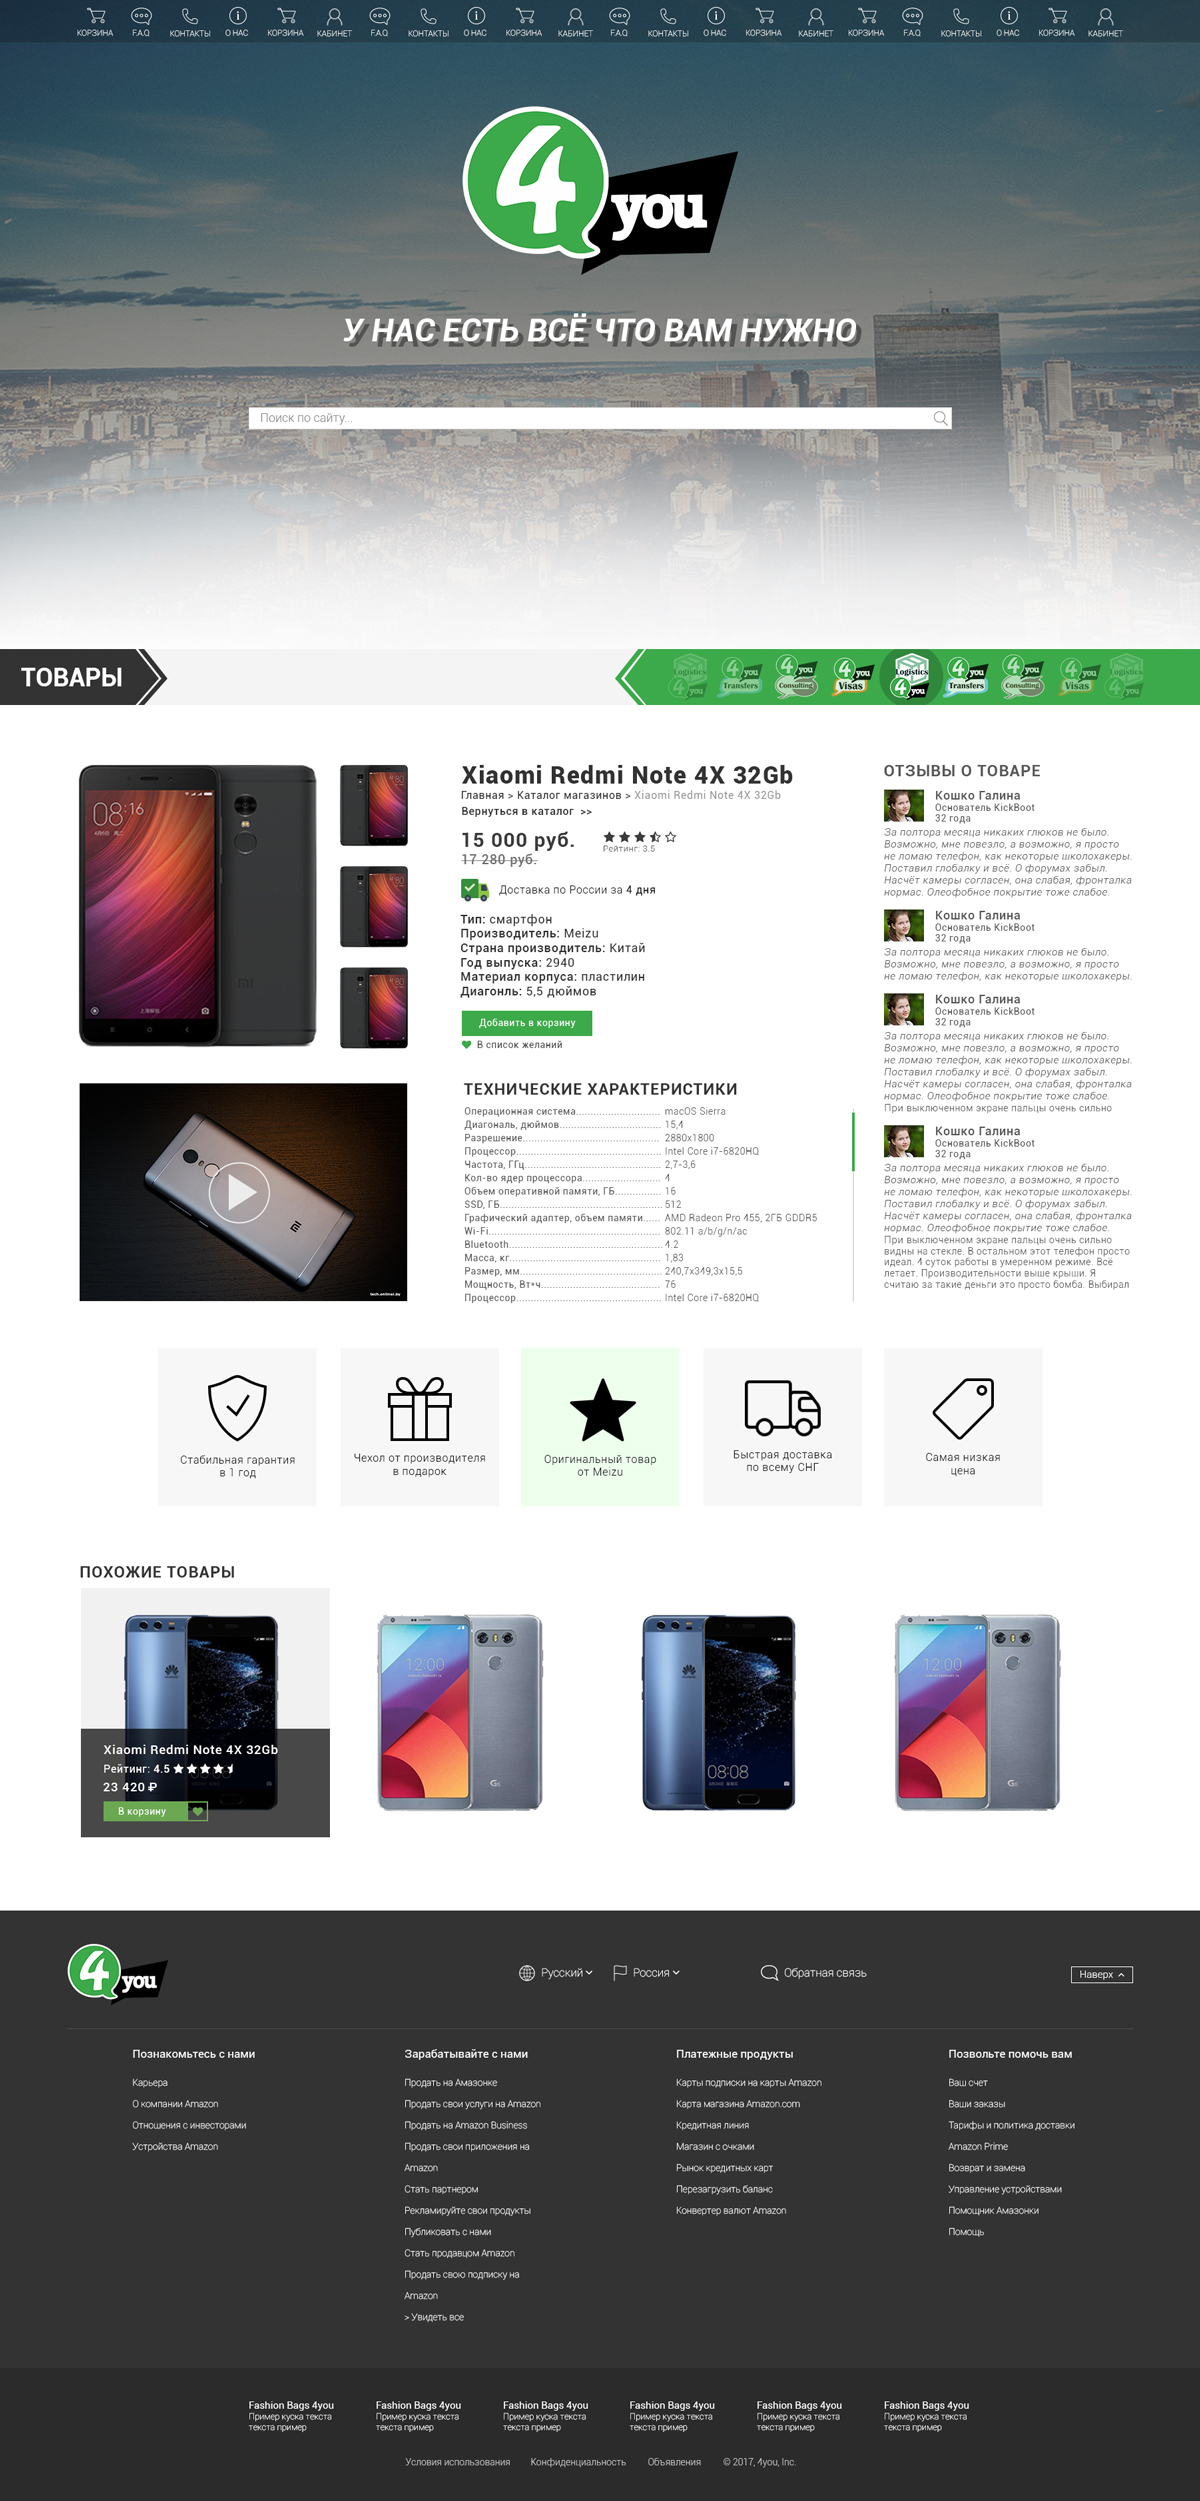 КОРЗИНА F.A.Q КОНТАКТЫ О НАС КОРЗИНА КАБИНЕТ F.A.Q КОНТАКТЫ О НАС КОРЗИНА КАБИНЕТ F.A.Q КОНТАКТЫ О НАС КОРЗИНА КАБИНЕТ КОРЗИНА F.A.Q КОНТАКТЫ О НАС КОРЗИНА КАБИНЕТ
4 you
У НАС ЕСТЬ ВСЁ ЧТО ВАМ НУЖНО
Поиск по сайту...
ТОВАРЫ
Logistics 4you
4you Transfers
4you Consulting
4you Visas
Logistics 4you
4you Transfers
4you Consulting
4you Visas
Logistics 4you
08:16
Xiaomi Redmi Note 4X 32Gb
Главная > Каталог магазинов > Xiaomi Redmi Note 4X 32Gb
Вернуться в каталог >>
15 000 руб.
17 280 руб.
Рейтинг: 3.5
Доставка по России за 4 дня
Тип: смартфон
Производитель: Meizu
Страна производитель: Китай
Год выпуска: 2940
Материал корпуса: пластилин
Диагонль: 5,5 дюймов
Добавить в корзину
В список желаний
tech.onliner.by
ТЕХНИЧЕСКИЕ ХАРАКТЕРИСТИКИ
Операционная система............................ macOS Sierra
Диагональ, дюймов.................................. 15,4
Разрешение.............................................. 2880x1800
Процессор................................................ Intel Core i7-6820HQ
Частота, ГГц.............................................. 2,7-3,6
Кол-во ядер процессора.......................... 4
Объем оперативной памяти, ГБ............... 16
SSD, ГБ...................................................... 512
Графический адаптер, объем памяти...... AMD Radeon Pro 455, 2ГБ GDDR5
Wi-Fi.......................................................... 802.11 a/b/g/n/ac
Bluetooth................................................... 4.2
Масса, кг................................................... 1,83
Размер, мм............................................... 240,7x349,3x15,5
Мощность, Вт*ч........................................ 76
Процессор................................................ Intel Core i7-6820HQ
ОТЗЫВЫ О ТОВАРЕ
Кошко Галина
Основатель KickBoot
32 года
За полтора месяца никаких глюков не было.
Возможно, мне повезло, а возможно, я просто
не ломаю телефон, как некоторые школохакеры.
Поставил глобалку и всё. О форумах забыл.
Насчёт камеры согласен, она слабая, фронталка
нормас. Олеофобное покрытие тоже слабое.
Кошко Галина
Основатель KickBoot
32 года
За полтора месяца никаких глюков не было.
Возможно, мне повезло, а возможно, я просто
не ломаю телефон, как некоторые школохакеры.
Кошко Галина
Основатель KickBoot
32 года
За полтора месяца никаких глюков не было.
Возможно, мне повезло, а возможно, я просто
не ломаю телефон, как некоторые школохакеры.
Поставил глобалку и всё. О форумах забыл.
Насчёт камеры согласен, она слабая, фронталка
нормас. Олеофобное покрытие тоже слабое.
При выключенном экране пальцы очень сильно
Кошко Галина
Основатель KickBoot
32 года
За полтора месяца никаких глюков не было.
Возможно, мне повезло, а возможно, я просто
не ломаю телефон, как некоторые школохакеры.
Поставил глобалку и всё. О форумах забыл.
Насчёт камеры согласен, она слабая, фронталка
нормас. Олеофобное покрытие тоже слабое.
При выключенном экране пальцы очень сильно
видны на стекле. В остальном этот телефон просто
идеал. 4 суток работы в умеренном режиме. Всё
летает. Производительности выше крыши. Я
считаю за такие деньги это просто бомба. Выбирал
Стабильная гарантия
в 1 год
Чехол от производителя
в подарок
Оригинальный товар
от Meizu
Быстрая доставка
по всему СНГ
Самая низкая
цена
ПОХОЖИЕ ТОВАРЫ
Xiaomi Redmi Note 4X 32Gb
Рейтинг: 4.5
23 420 ₽
В корзину
12:00
G6
08:08
12:00
G6
4 you
Русский
Россия
Обратная связь
Наверх
Познакомьтесь с нами
Карьера
О компании Amazon
Отношения с инвесторами
Устройства Amazon
Зарабатывайте с нами
Продать на Амазонке
Продать свои услуги на Amazon
Продать на Amazon Business
Продать свои приложения на
Amazon
Стать партнером
Рекламируйте свои продукты
Публиковать с нами
Стать продавцом Amazon
Продать свою подписку на
Amazon
> Увидеть все
Платежные продукты
Карты подписки на карты Amazon
Карта магазина Amazon.com
Кредитная линия
Магазин с очками
Рынок кредитных карт
Перезагрузить баланс
Конвертер валют Amazon
Позвольте помочь вам
Ваш счет
Ваши заказы
Тарифы и политика доставки
Amazon Prime
Возврат и замена
Управление устройствами
Помощник Амазонки
Помощь
Fashion Bags 4you
Пример куска текста
текста пример
Fashion Bags 4you
Пример куска текста
текста пример
Fashion Bags 4you
Пример куска текста
текста пример
Fashion Bags 4you
Пример куска текста
текста пример
Fashion Bags 4you
Пример куска текста
текста пример
Fashion Bags 4you
Пример куска текста
текста пример
Условия использования Конфиденциальность Объявления © 2017, 4you, Inc.